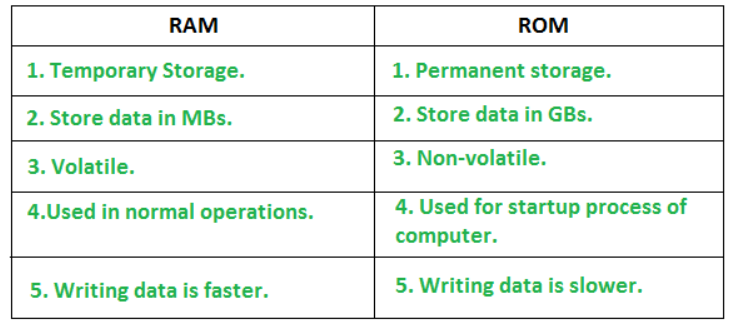 RAM
ROM
1. Temporary Storage.
1. Permanent storage.
2. Store data in MBs.
2. Store data in GBs.
3. Volatile.
3. Non-volatile.
4.Used in normal operations.
4. Used for startup process of
computer.
5. Writing data is faster.
5. Writing data is slower.